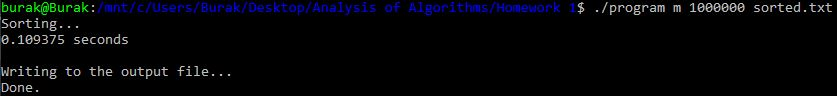 burak@Burak:/mnt/c/Users/Burak/Desktop/Analysis of Algorithms/Homework 1$ ./program m 1000000 sorted.txt
Sorting...
0.109375 seconds
Writing to the output file...
Done.